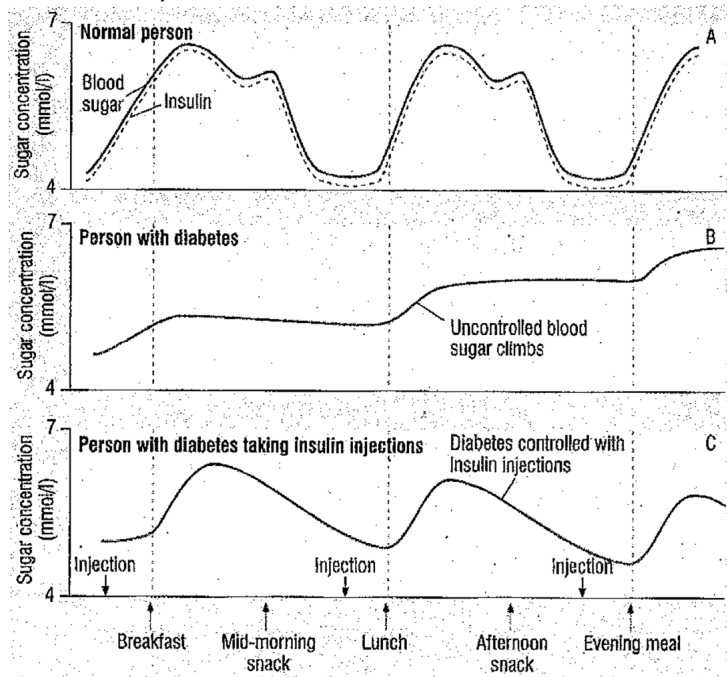 7
Normal person
A
Blood
sugar
Insulin
Sugar concentration
(mmol/l)
4
7
Person with diabetes
B
Uncontrolled blood
sugar climbs
Sugar concentration
(mmol/l)
4
7
Person with diabetes taking insulin injections
Diabetes controlled with
insulin injections
C
Sugar concentration
(mmol/l)
Injection
Injection
Injection
4
Breakfast
Mid-morning
snack
Lunch
Afternoon
snack
Evening meal